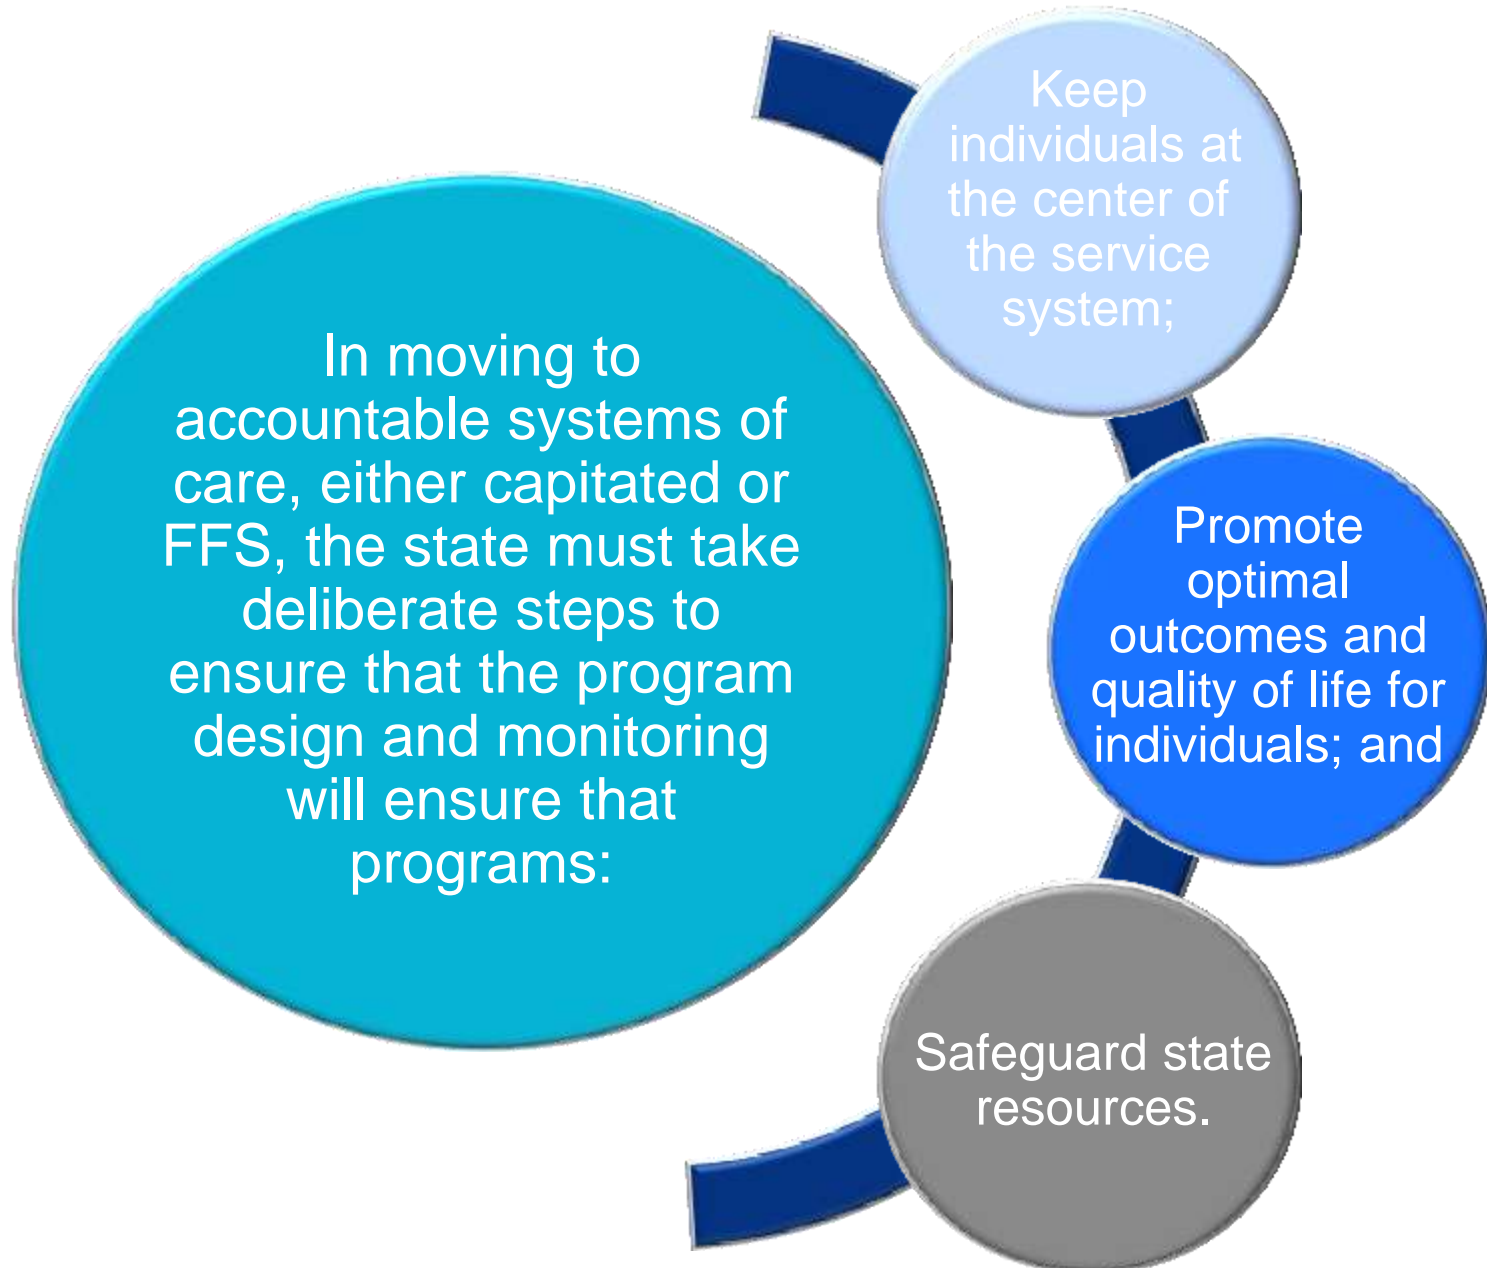 In moving to
accountable systems of
care, either capitated or
FFS, the state must take
deliberate steps to
ensure that the program
design and monitoring
will ensure that
programs:
Keep
individuals at
the center of
the service
system;
Promote
optimal
outcomes and
quality of life for
individuals; and
Safeguard state
resources.